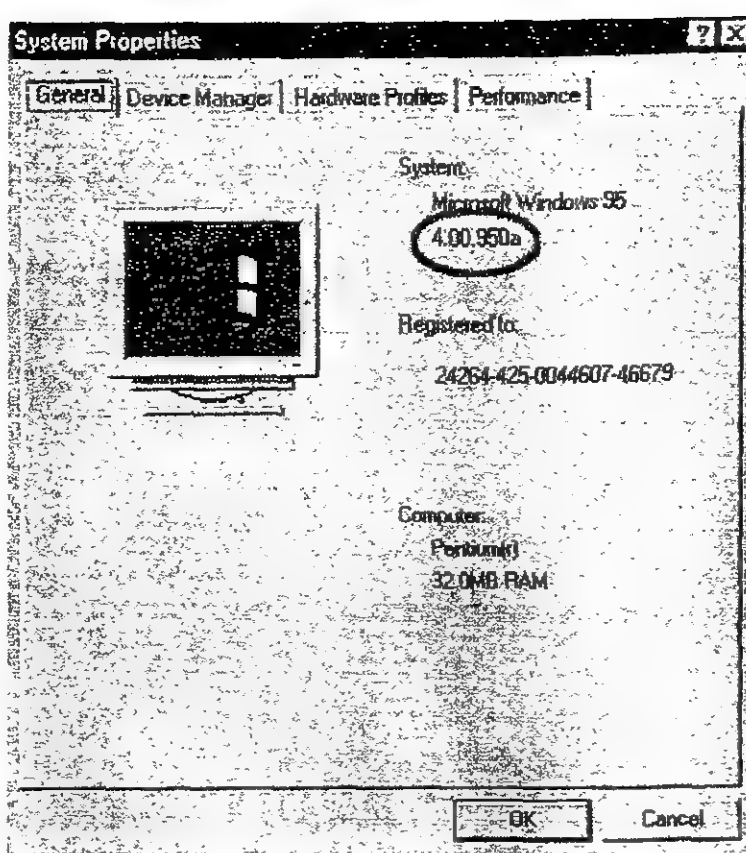 System Properties
? X
General Device Manager Hardware Profiles Performance
System:
Microsoft Windows 95
4.00.950a
Registered to:
24264-425-0044607-46679
Computer:
Pentium(r)
32.0MB RAM
OK Cancel